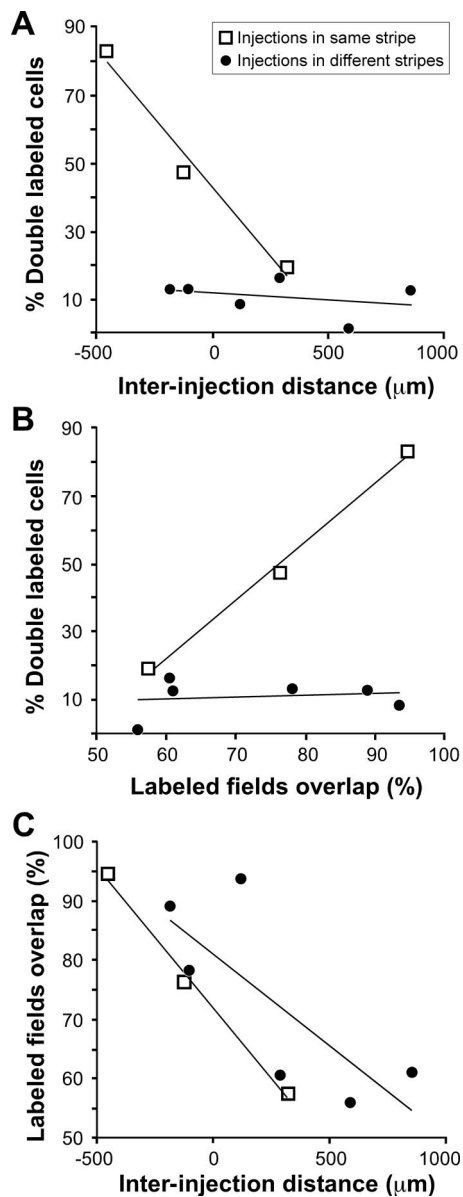 A
Injections in same stripe
Injections in different stripes
% Double labeled cells
90
70
50
30
10
-500 0 500 1000
Inter-injection distance (μm)
B
% Double labeled cells
90
70
50
30
10
50 60 70 80 90 100
Labeled fields overlap (%)
C
Labeled fields overlap (%)
100
90
80
70
60
50
-500 0 500 1000
Inter-injection distance (μm)